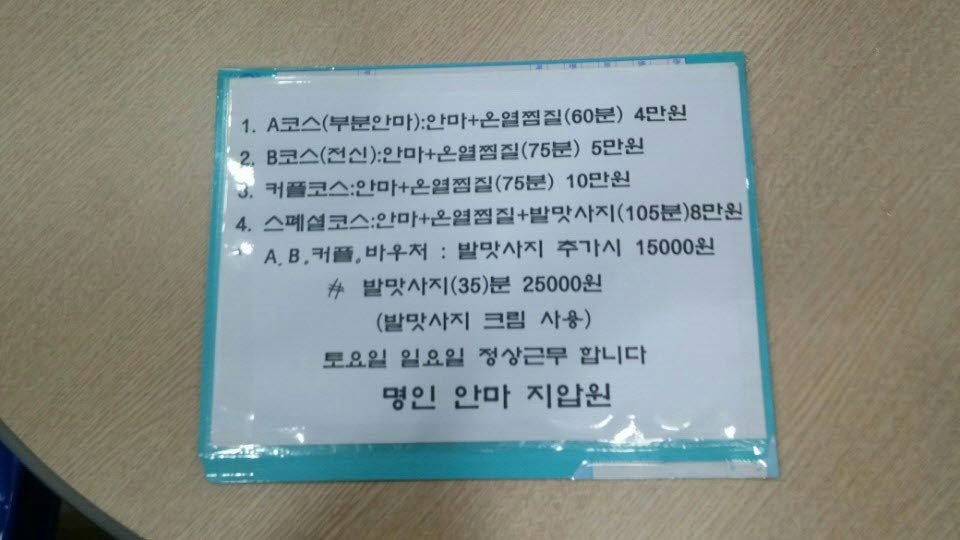 1. A코스(부분안마):안마+온열찜질(60분) 4만원
2. B코스(전신):안마+온열찜질(75분) 5만원
3. 커플코스:안마+온열찜질(75분) 10만원
4. 스폐셜코스:안마+온열찜질+발맛사지(105분)8만원
A, B, 커플, 바우처 : 발맛사지 추가시 15000원
# 발맛사지(35)분 25000원
(발맛사지 크림 사용)
토요일 일요일 정상근무 합니다
명인 안마 지압원